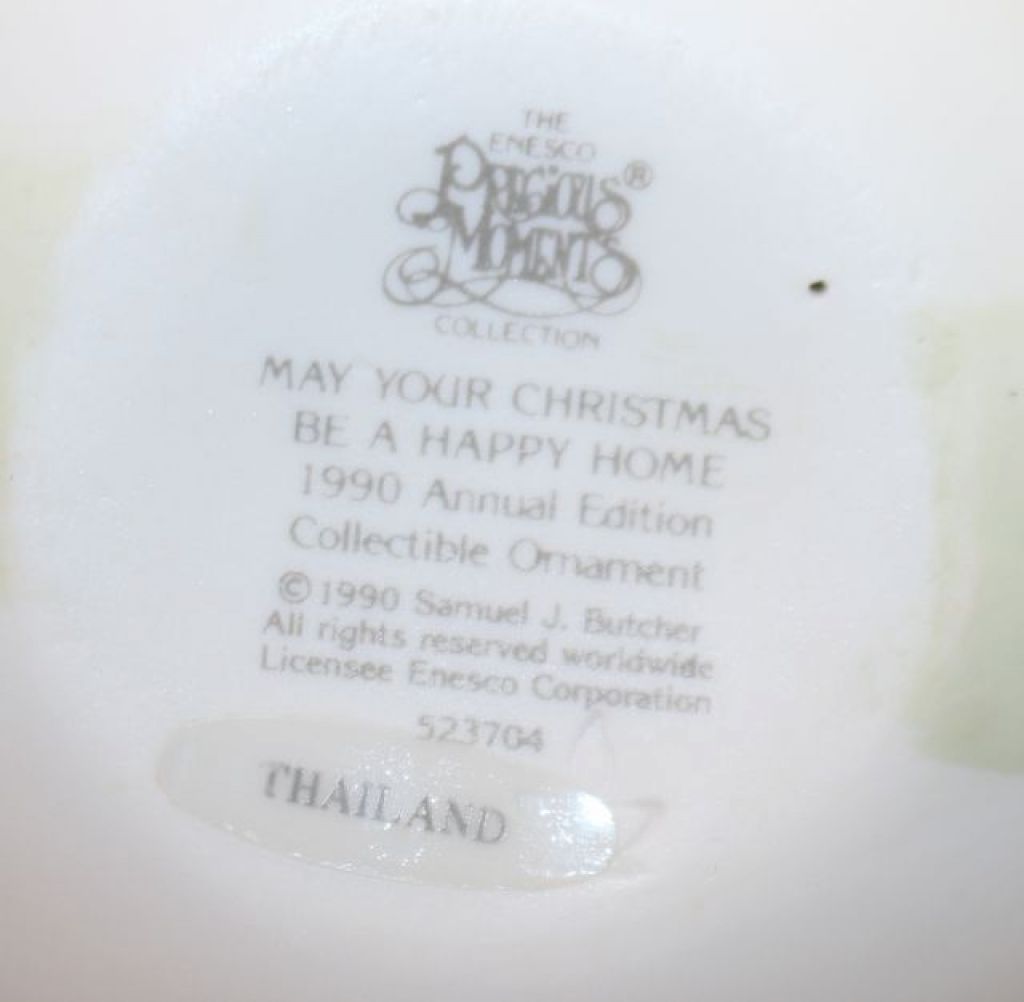 THE
ENESCO
PRECIOUS®
MOMENTS
COLLECTION
MAY YOUR CHRISTMAS
BE A HAPPY HOME
1990 Annual Edition
Collectible Ornament
©1990 Samuel J. Butcher
All rights reserved worldwide
Licensee Enesco Corporation
523704
THAILAND